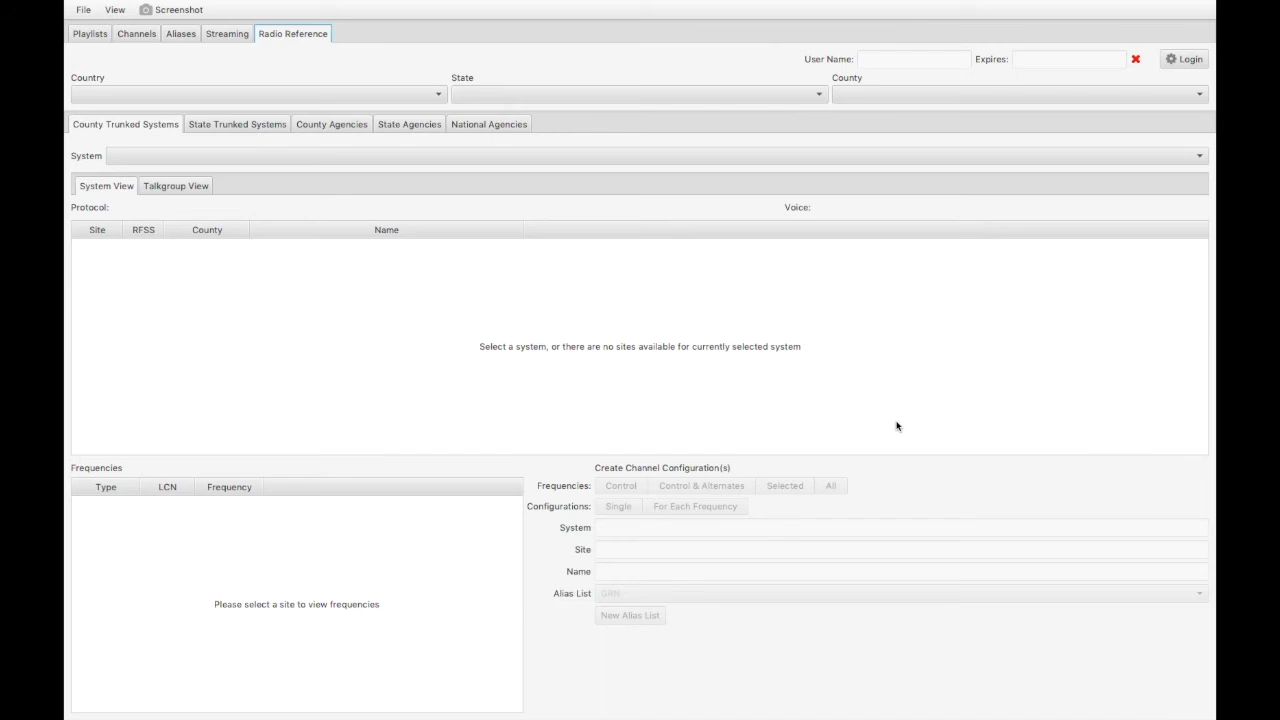 File View Screenshot
Playlists Channels Aliases Streaming Radio Reference
User Name: Expires: Login
Country State County
County Trunked Systems State Trunked Systems County Agencies State Agencies National Agencies
System
System View Talkgroup View
Protocol: Voice:
Site RFSS County Name
Select a system, or there are no sites available for currently selected system
Frequencies
Type LCN Frequency
Please select a site to view frequencies
Create Channel Configuration(s)
Frequencies: Control Control & Alternates Selected All
Configurations: Single For Each Frequency
System
Site
Name
Alias List GRN
New Alias List